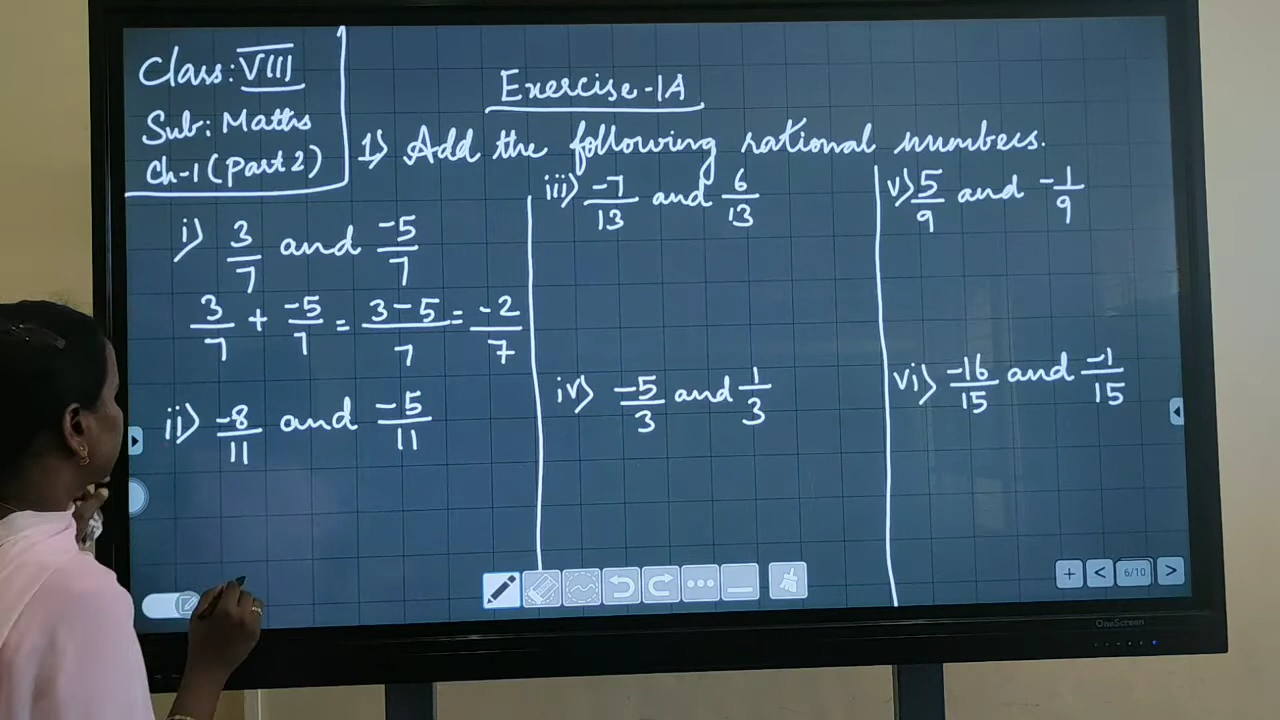 Class: VIII
Sub: Maths
Ch-1 (Part 2)
Exercise-1A
1) Add the following rational numbers.
i) 3/7 and -5/7
3/7 + -5/7 = 3-5/7 = -2/7
ii) -8/11 and -5/11
iii) -7/13 and 6/13
iv) -5/3 and 1/3
v) 5/9 and -1/9
vi) -16/15 and -1/15
6/10
OneScreen